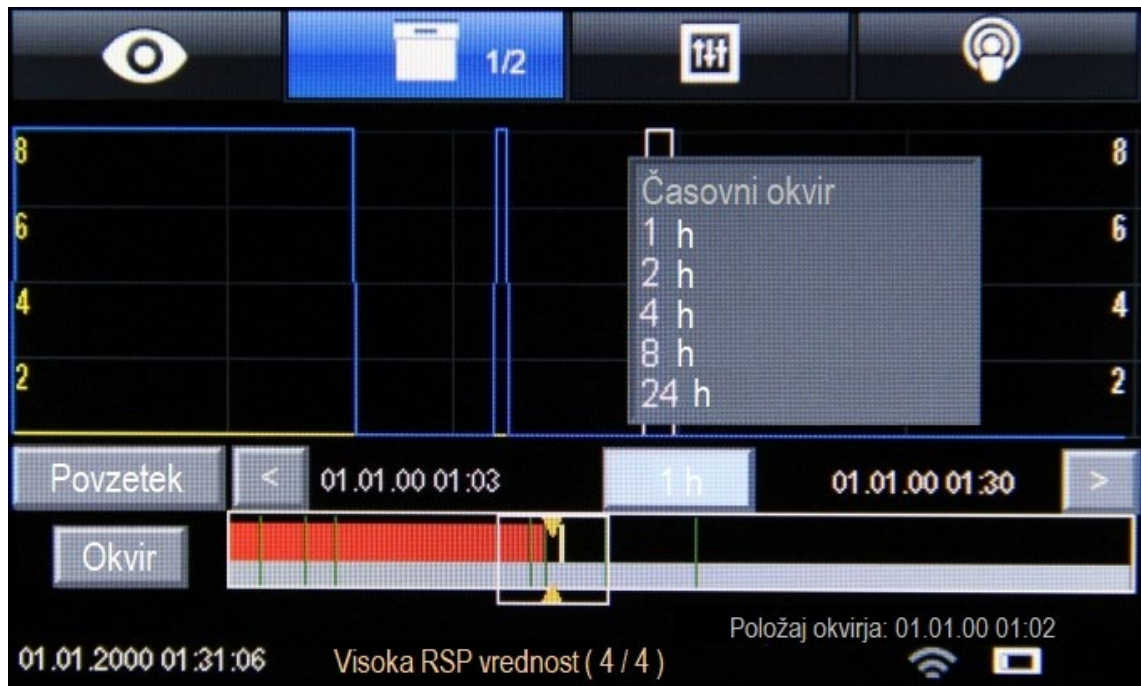 1/2
8 8
6 6
4 4
2 2
Časovni okvir
1 h
2 h
4 h
8 h
24 h
Povzetek < 01.01.00 01:03 1 h 01.01.00 01:30 >
Okvir
Položaj okvirja: 01.01.00 01:02
01.01.2000 01:31:06 Visoka RSP vrednost ( 4 / 4 )